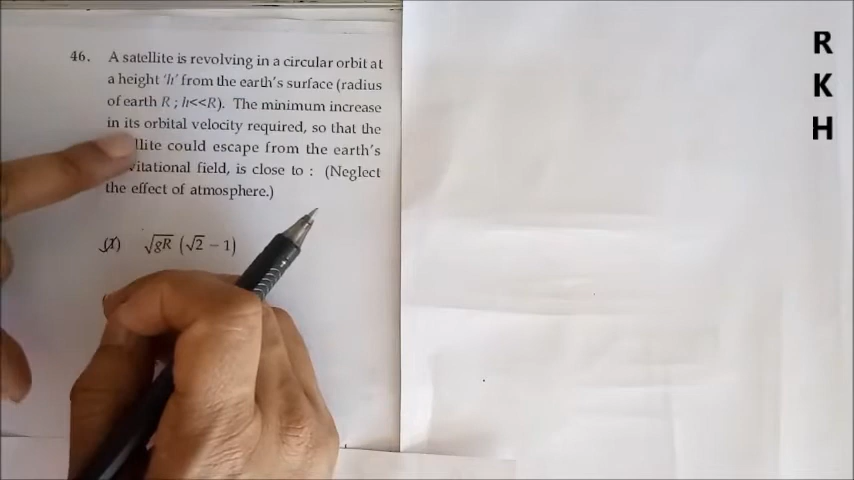 46. A satellite is revolving in a circular orbit at
a height 'h' from the earth's surface (radius
of earth R ; h<<R). The minimum increase
in its orbital velocity required, so that the
could escape from the earth's
field, is close to : (Neglect
the effect of atmosphere.)
(1) √gR (√2 − 1)
R
K
H